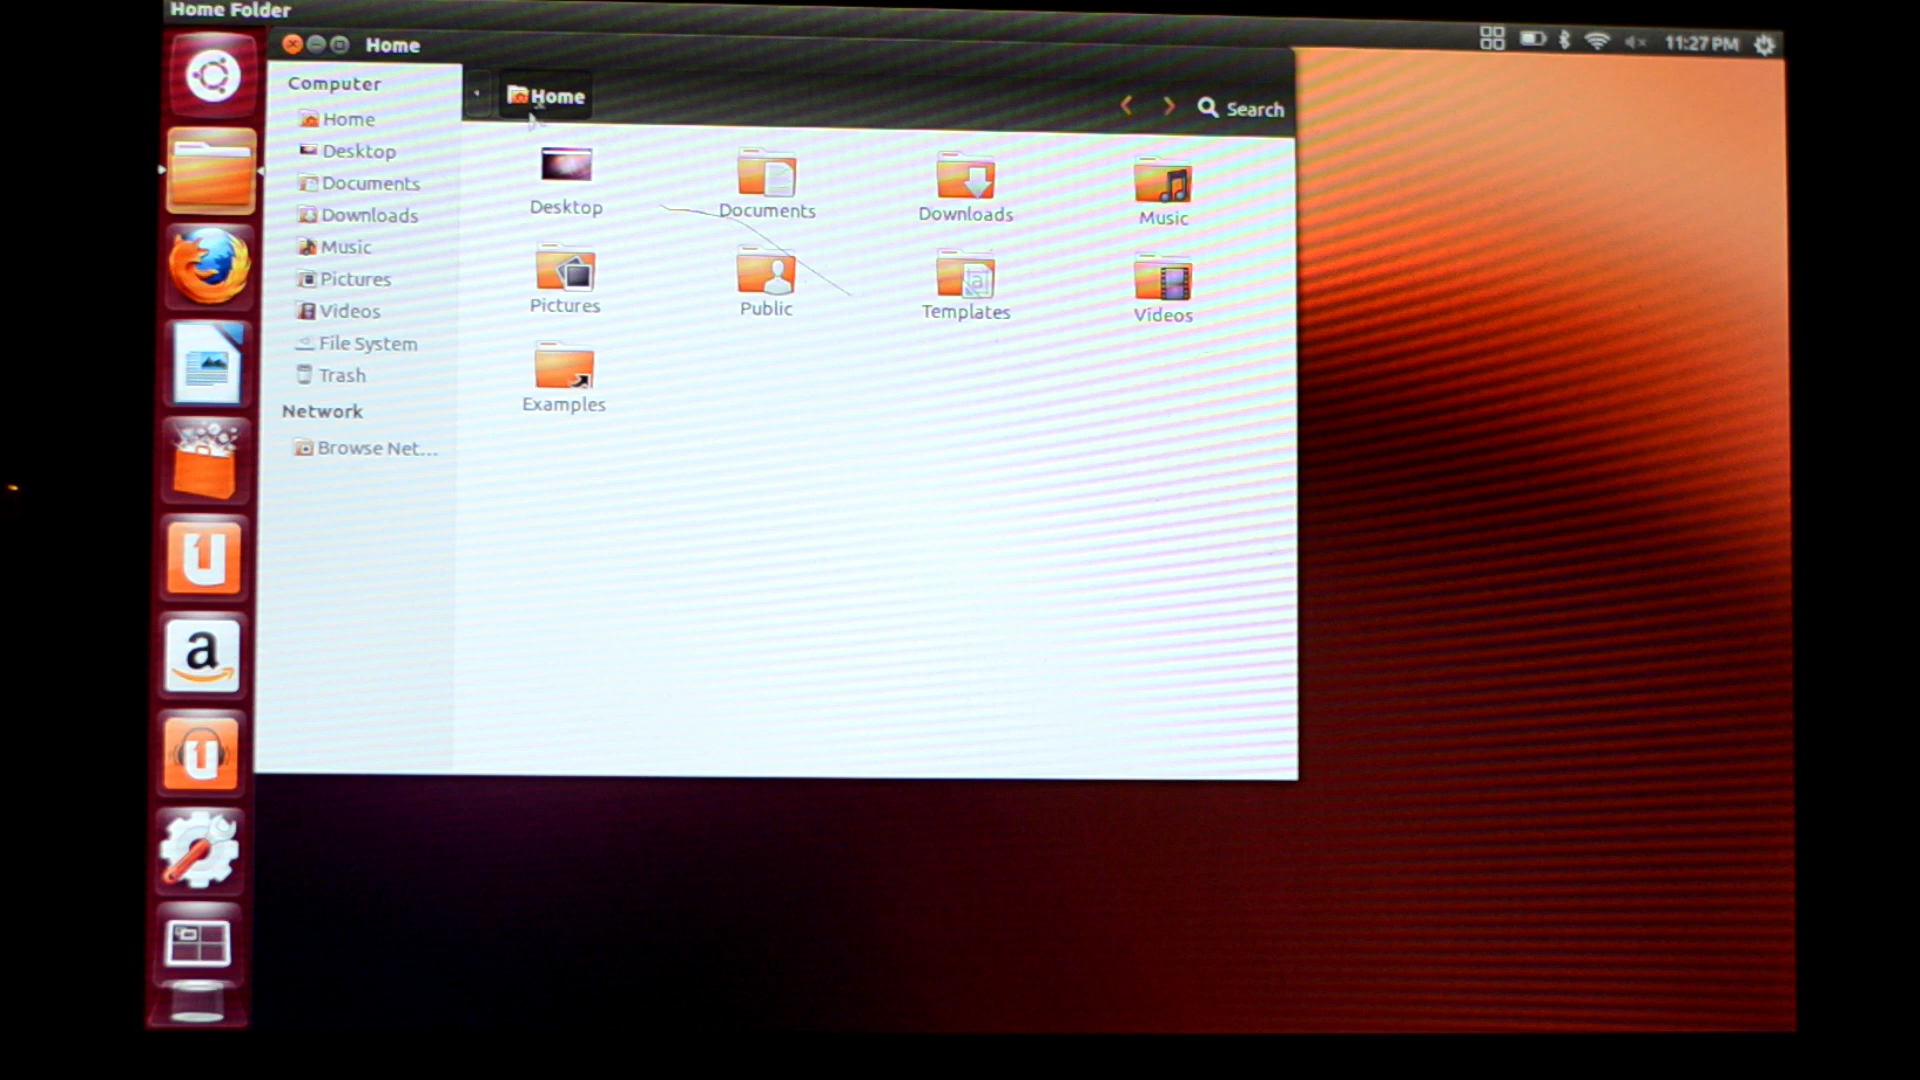 Home Folder
11:27 PM
Home
Computer
Home
Desktop
Documents
Downloads
Music
Pictures
Videos
File System
Trash
Network
Browse Net...
Home
Search
Desktop
Documents
Downloads
Music
Pictures
Public
Templates
Videos
Examples
u
a
u